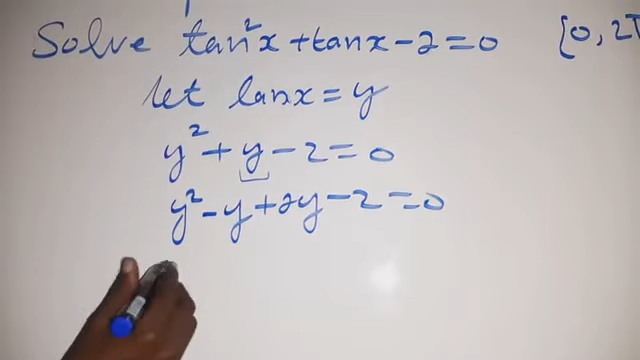 Solve tan²x + tanx - 2 = 0 [0, 2π
let tanx = y
y² + y - 2 = 0
y² - y + 2y - 2 = 0